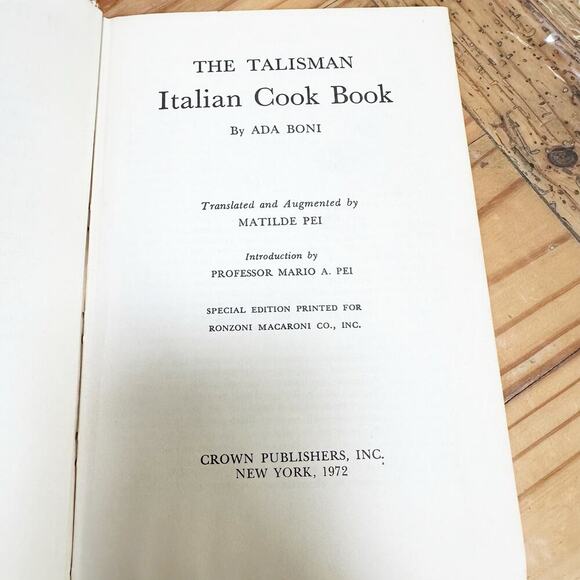 THE TALISMAN
Italian Cook Book
By ADA BONI
Translated and Augmented by
MATILDE PEI
Introduction by
PROFESSOR MARIO A. PEI
SPECIAL EDITION PRINTED FOR
RONZONI MACARONI CO., INC.
CROWN PUBLISHERS, INC.
NEW YORK, 1972